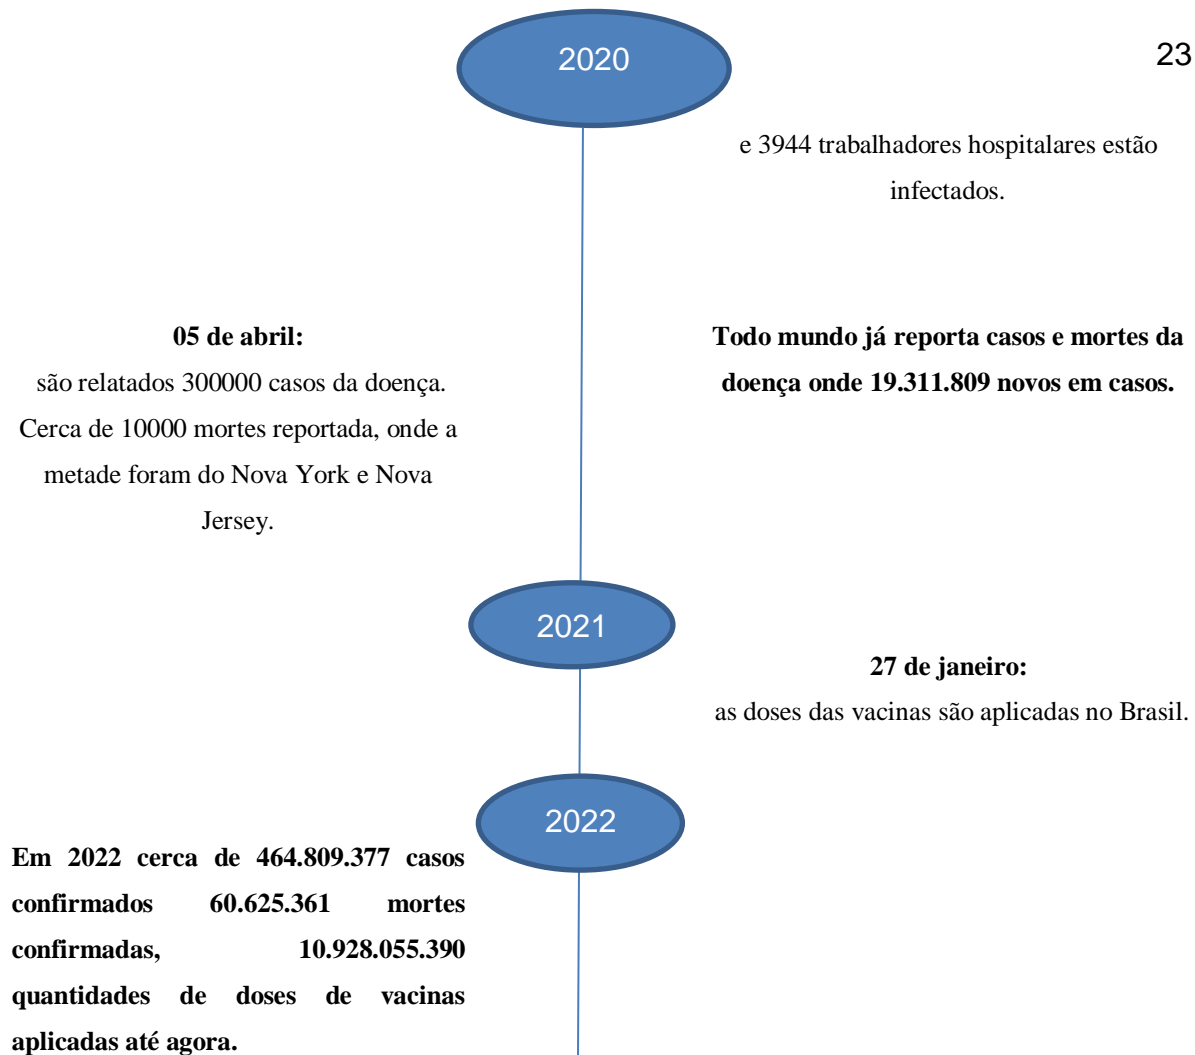 23
2020
e 3944 trabalhadores hospitalares estão
infectados.
05 de abril:
são relatados 300000 casos da doença.
Cerca de 10000 mortes reportada, onde a
metade foram do Nova York e Nova
Jersey.
Todo mundo já reporta casos e mortes da
doença onde 19.311.809 novos em casos.
2021
27 de janeiro:
as doses das vacinas são aplicadas no Brasil.
2022
Em 2022 cerca de 464.809.377 casos
confirmados 60.625.361 mortes
confirmadas, 10.928.055.390
quantidades de doses de vacinas
aplicadas até agora.